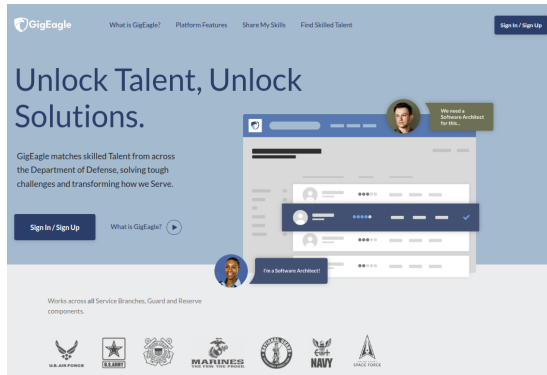 GigEagle
What is GigEagle?
Platform Features
Share My Skills
Find Skilled Talent
Sign In / Sign Up
Unlock Talent, Unlock
Solutions.
GigEagle matches skilled Talent from across
the Department of Defense, solving tough
challenges and transforming how we Serve.
Sign In / Sign Up
What is GigEagle?
We need a
Software Architect
for this...
I'm a Software Architect!
Works across all Service Branches, Guard and Reserve
components.
U.S. AIR FORCE
U.S. ARMY
MARINES
THE FEW. THE PROUD.
NAVY
SPACE FORCE